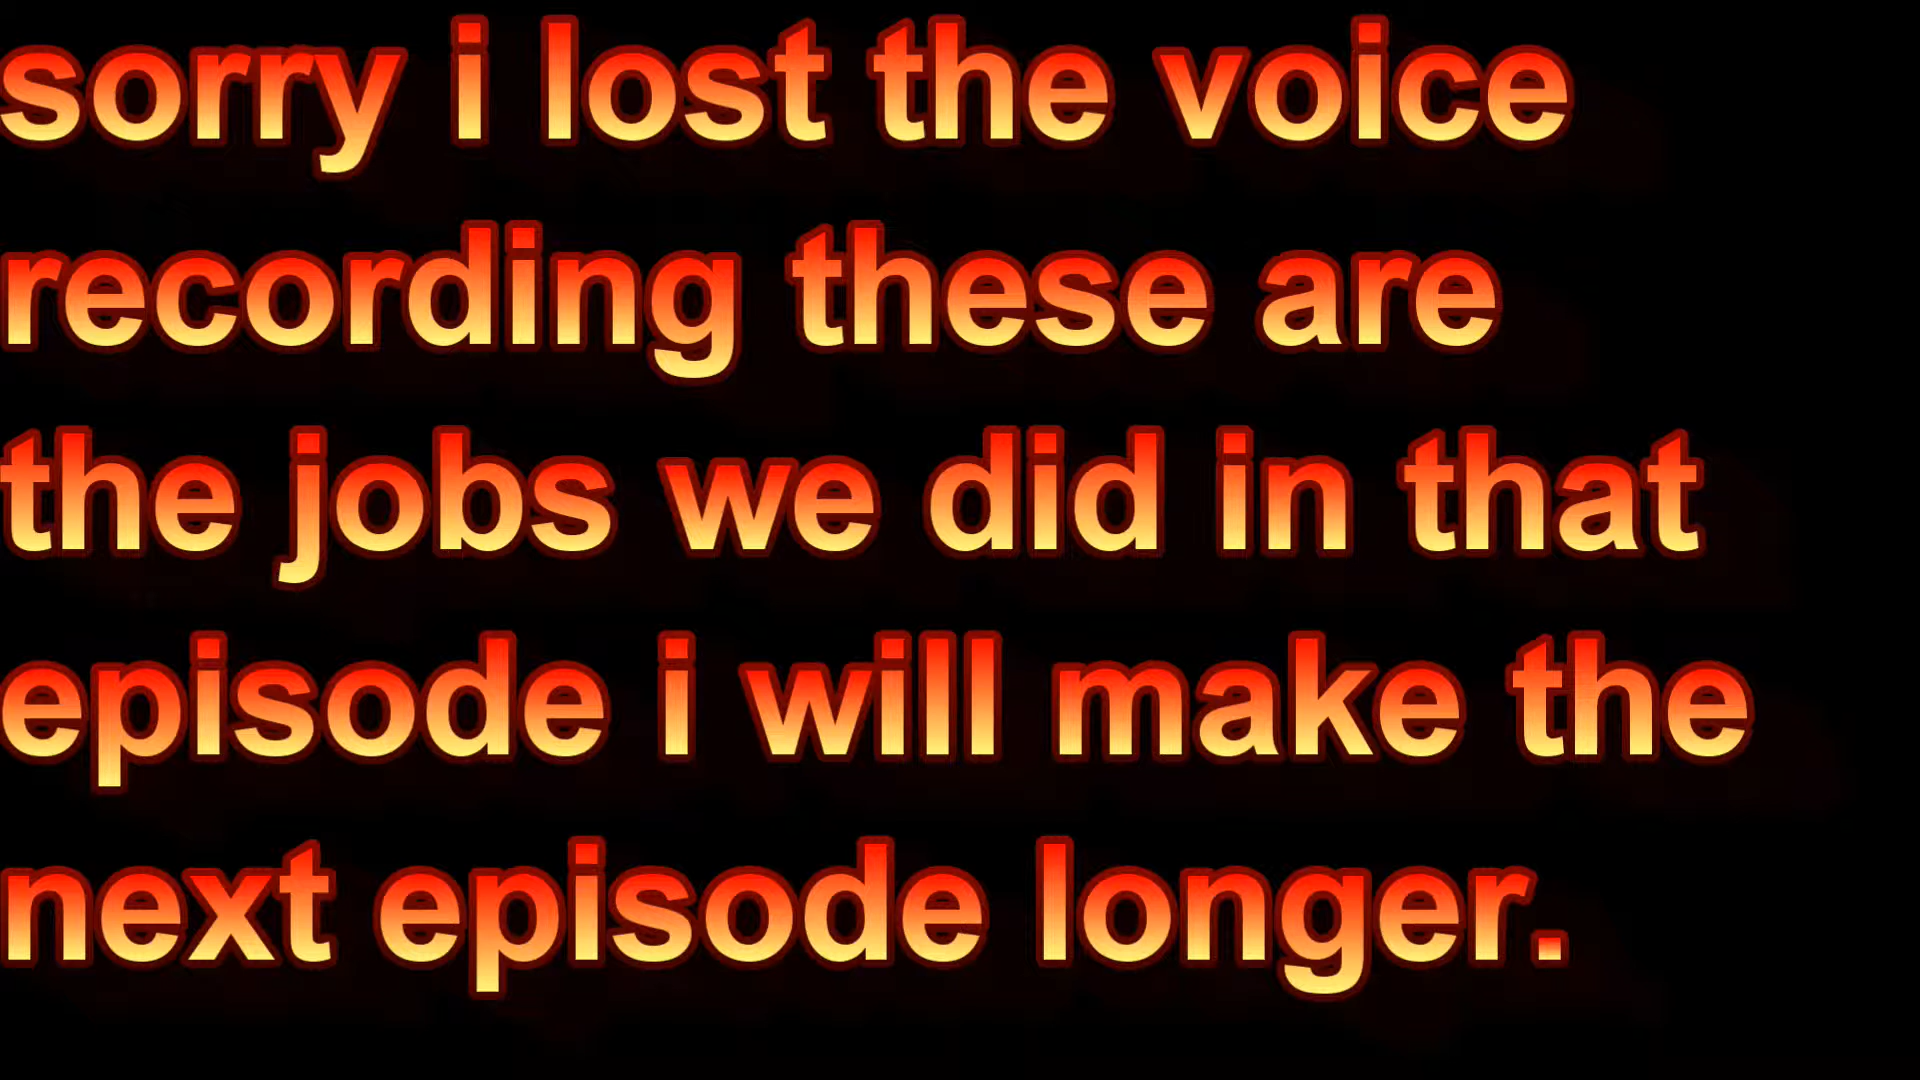 sorry i lost the voice
recording these are
the jobs we did in that
episode i will make the
next episode longer.